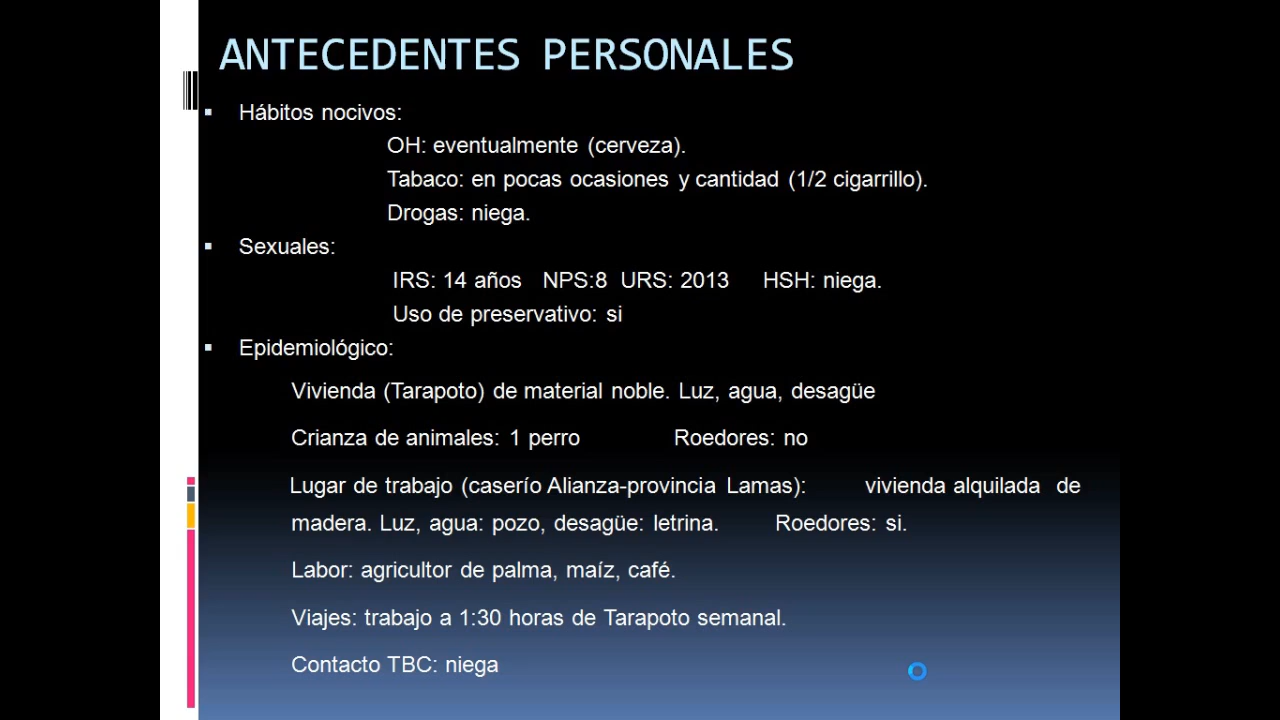 ANTECEDENTES PERSONALES
Hábitos nocivos:
OH: eventualmente (cerveza).
Tabaco: en pocas ocasiones y cantidad (1/2 cigarrillo).
Drogas: niega.
Sexuales:
IRS: 14 años NPS:8 URS: 2013 HSH: niega.
Uso de preservativo: si
Epidemiológico:
Vivienda (Tarapoto) de material noble. Luz, agua, desagüe
Crianza de animales: 1 perro Roedores: no
Lugar de trabajo (caserío Alianza-provincia Lamas): vivienda alquilada de
madera. Luz, agua: pozo, desagüe: letrina. Roedores: si.
Labor: agricultor de palma, maíz, café.
Viajes: trabajo a 1:30 horas de Tarapoto semanal.
Contacto TBC: niega